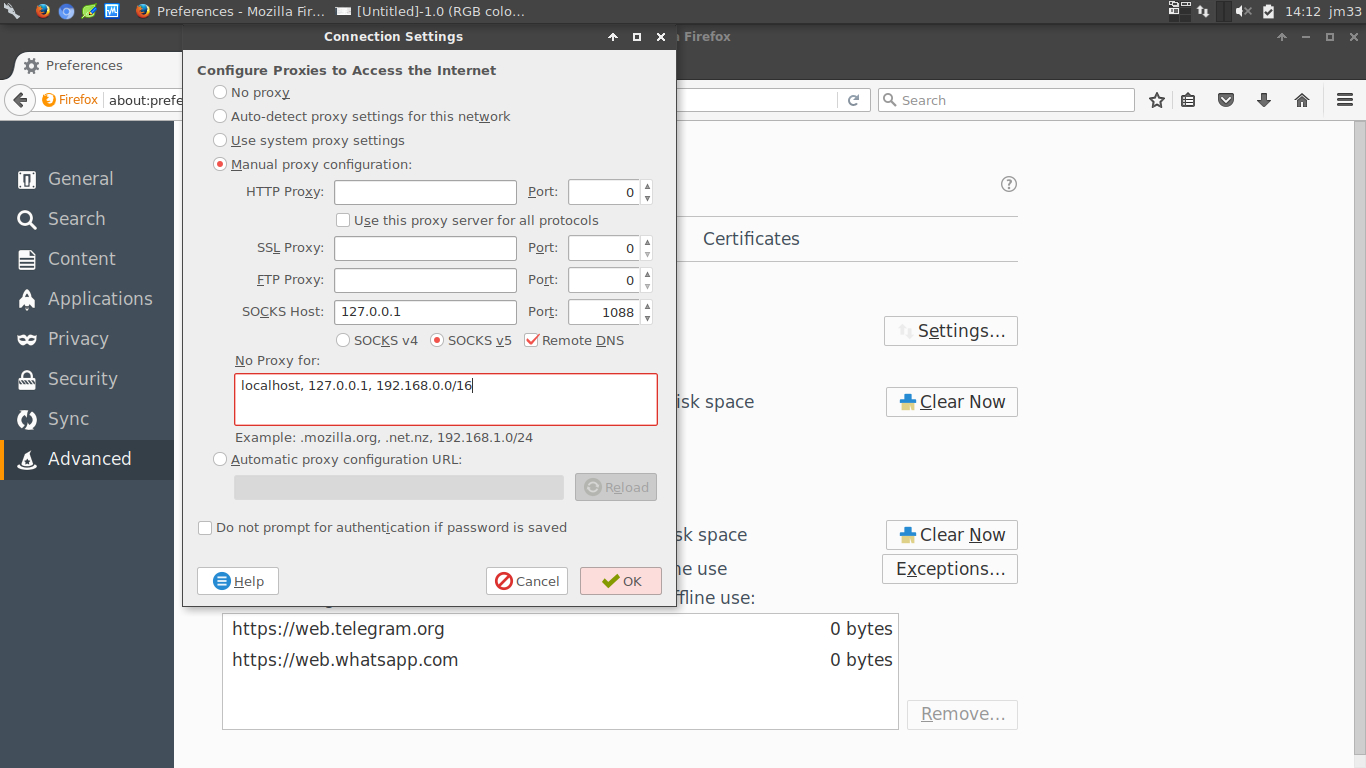 Preferences - Mozilla Fir... [Untitled]-1.0 (RGB colo... 14:12 jm33
Connection Settings
Firefox
Preferences
Firefox about:prefe
Search
Configure Proxies to Access the Internet
No proxy
Auto-detect proxy settings for this network
Use system proxy settings
Manual proxy configuration:
HTTP Proxy: Port: 0
Use this proxy server for all protocols
SSL Proxy: Port: 0
FTP Proxy: Port: 0
SOCKS Host: 127.0.0.1 Port: 1088
SOCKS v4 SOCKS v5 Remote DNS
No Proxy for:
localhost, 127.0.0.1, 192.168.0.0/16
Example: .mozilla.org, .net.nz, 192.168.1.0/24
Automatic proxy configuration URL:
Reload
Do not prompt for authentication if password is saved
Help Cancel OK
General
Search
Content
Applications
Privacy
Security
Sync
Advanced
Certificates
Settings...
isk space Clear Now
sk space Clear Now
ne use Exceptions...
ffline use:
https://web.telegram.org 0 bytes
https://web.whatsapp.com 0 bytes
Remove...